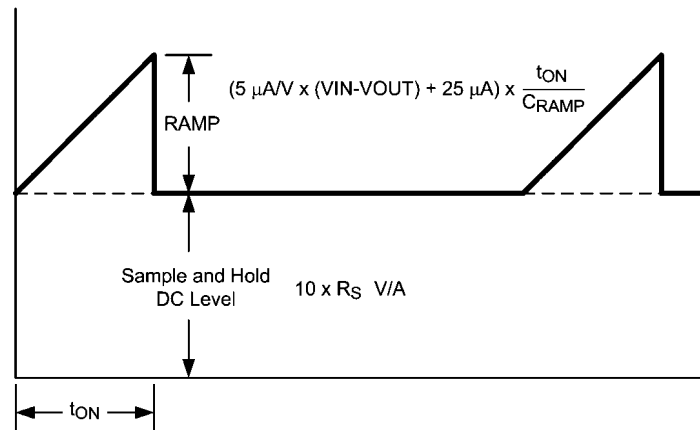 (5 μA/V x (VIN-VOUT) + 25 μA) x tON / CRAMP
RAMP
Sample and Hold
DC Level
10 x RS V/A
tON